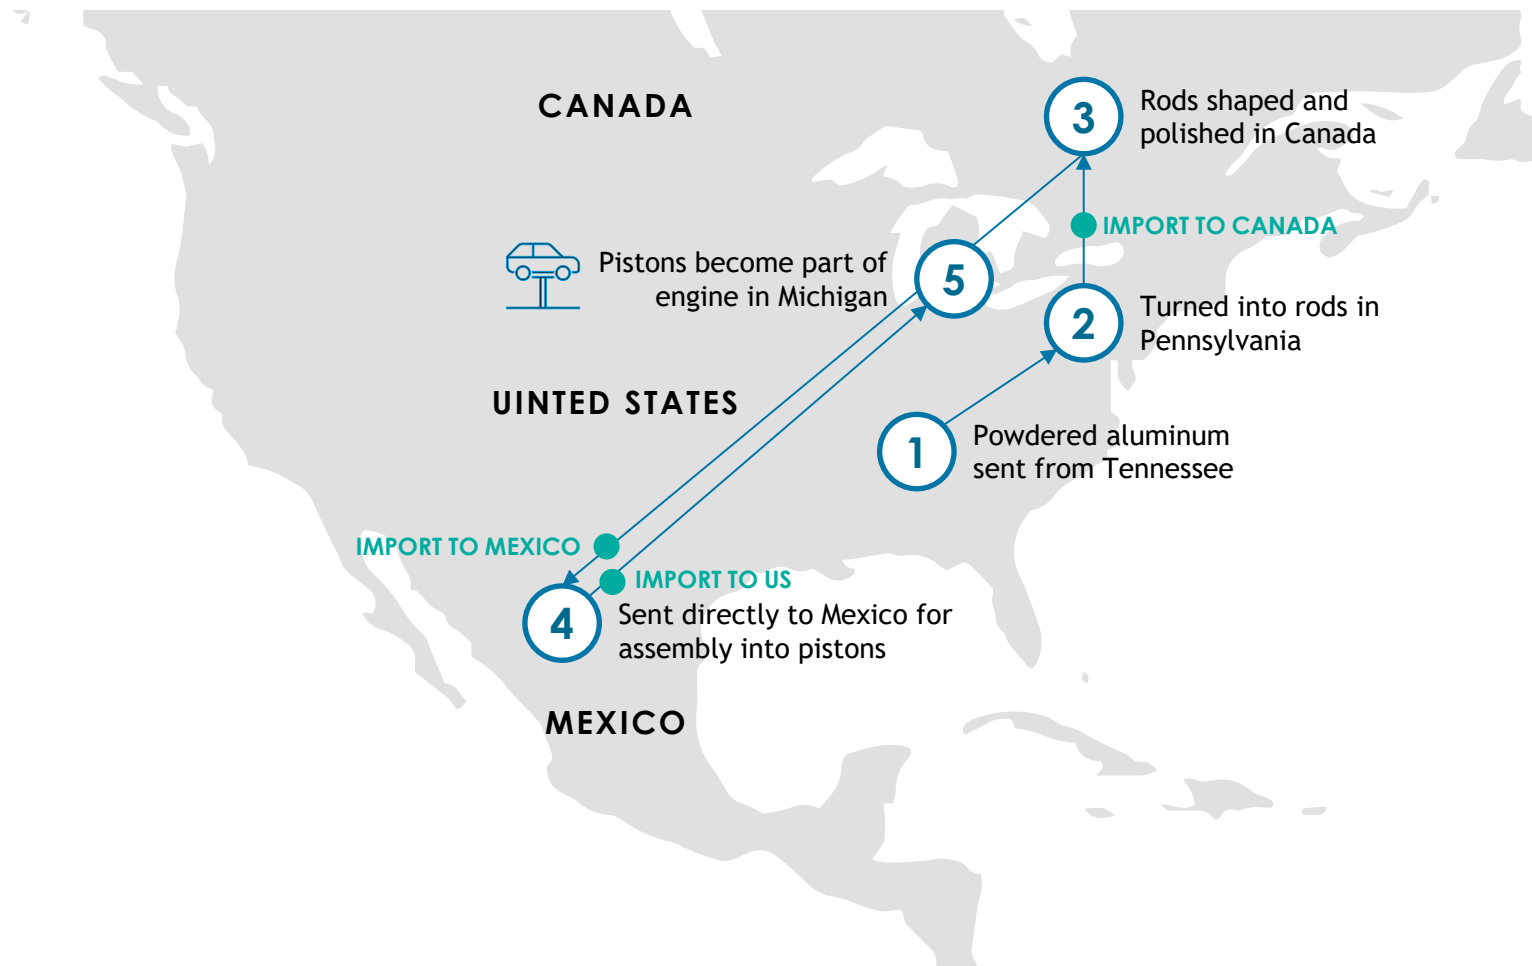 CANADA
3
Rods shaped and
polished in Canada
IMPORT TO CANADA
Pistons become part of
engine in Michigan
5
2
Turned into rods in
Pennsylvania
UINTED STATES
1
Powdered aluminum
sent from Tennessee
IMPORT TO MEXICO
IMPORT TO US
4
Sent directly to Mexico for
assembly into pistons
MEXICO